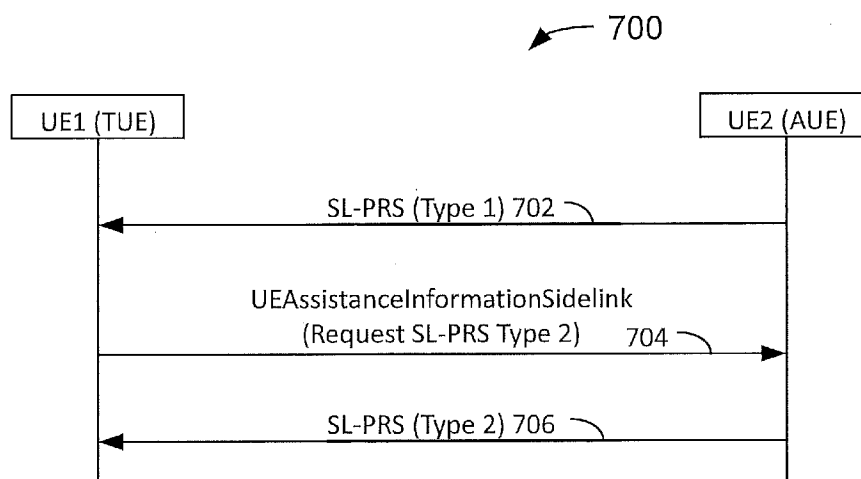 700
UE1 (TUE)
UE2 (AUE)
SL-PRS (Type 1) 702
UEAssistanceInformationSidelink
(Request SL-PRS Type 2) 704
SL-PRS (Type 2) 706